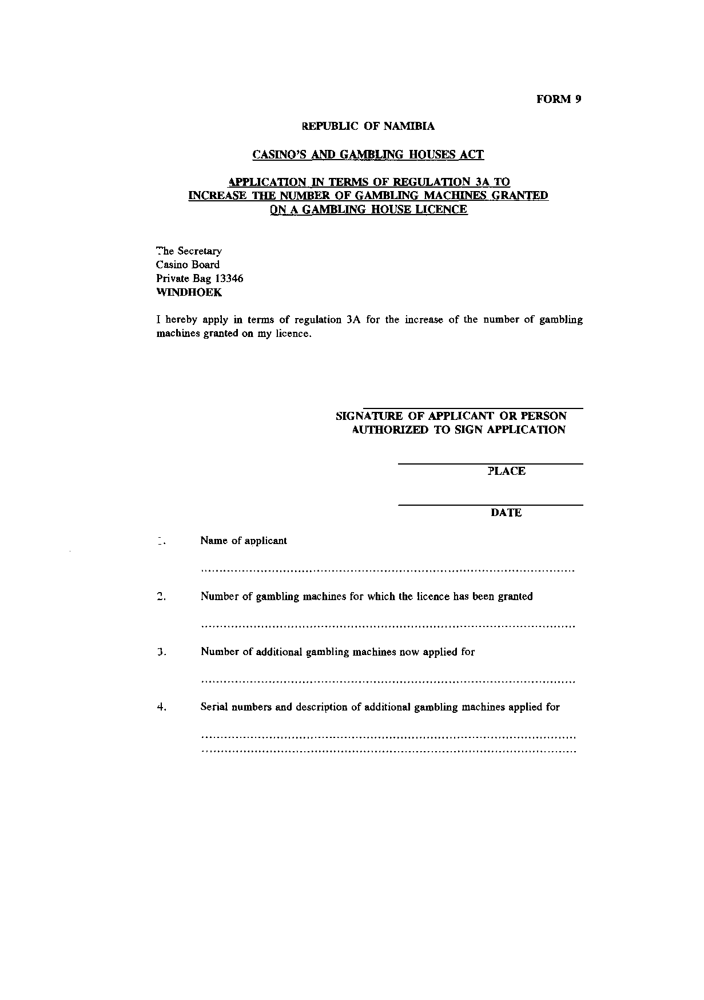 FORM 9
REPUBLIC OF NAMIBIA
CASINO'S AND GAMBLING HOUSES ACT
APPLICATION IN TERMS OF REGULATION 3A TO
INCREASE THE NUMBER OF GAMBLING MACHINES GRANTED
ON A GAMBLING HOUSE LICENCE
The Secretary
Casino Board
Private Bag 13346
WINDHOEK
I hereby apply in terms of regulation 3A for the increase of the number of gambling
machines granted on my licence.
SIGNATURE OF APPLICANT OR PERSON
AUTHORIZED TO SIGN APPLICATION
PLACE
DATE
1. Name of applicant
2. Number of gambling machines for which the licence has been granted
3. Number of additional gambling machines now applied for
4. Serial numbers and description of additional gambling machines applied for